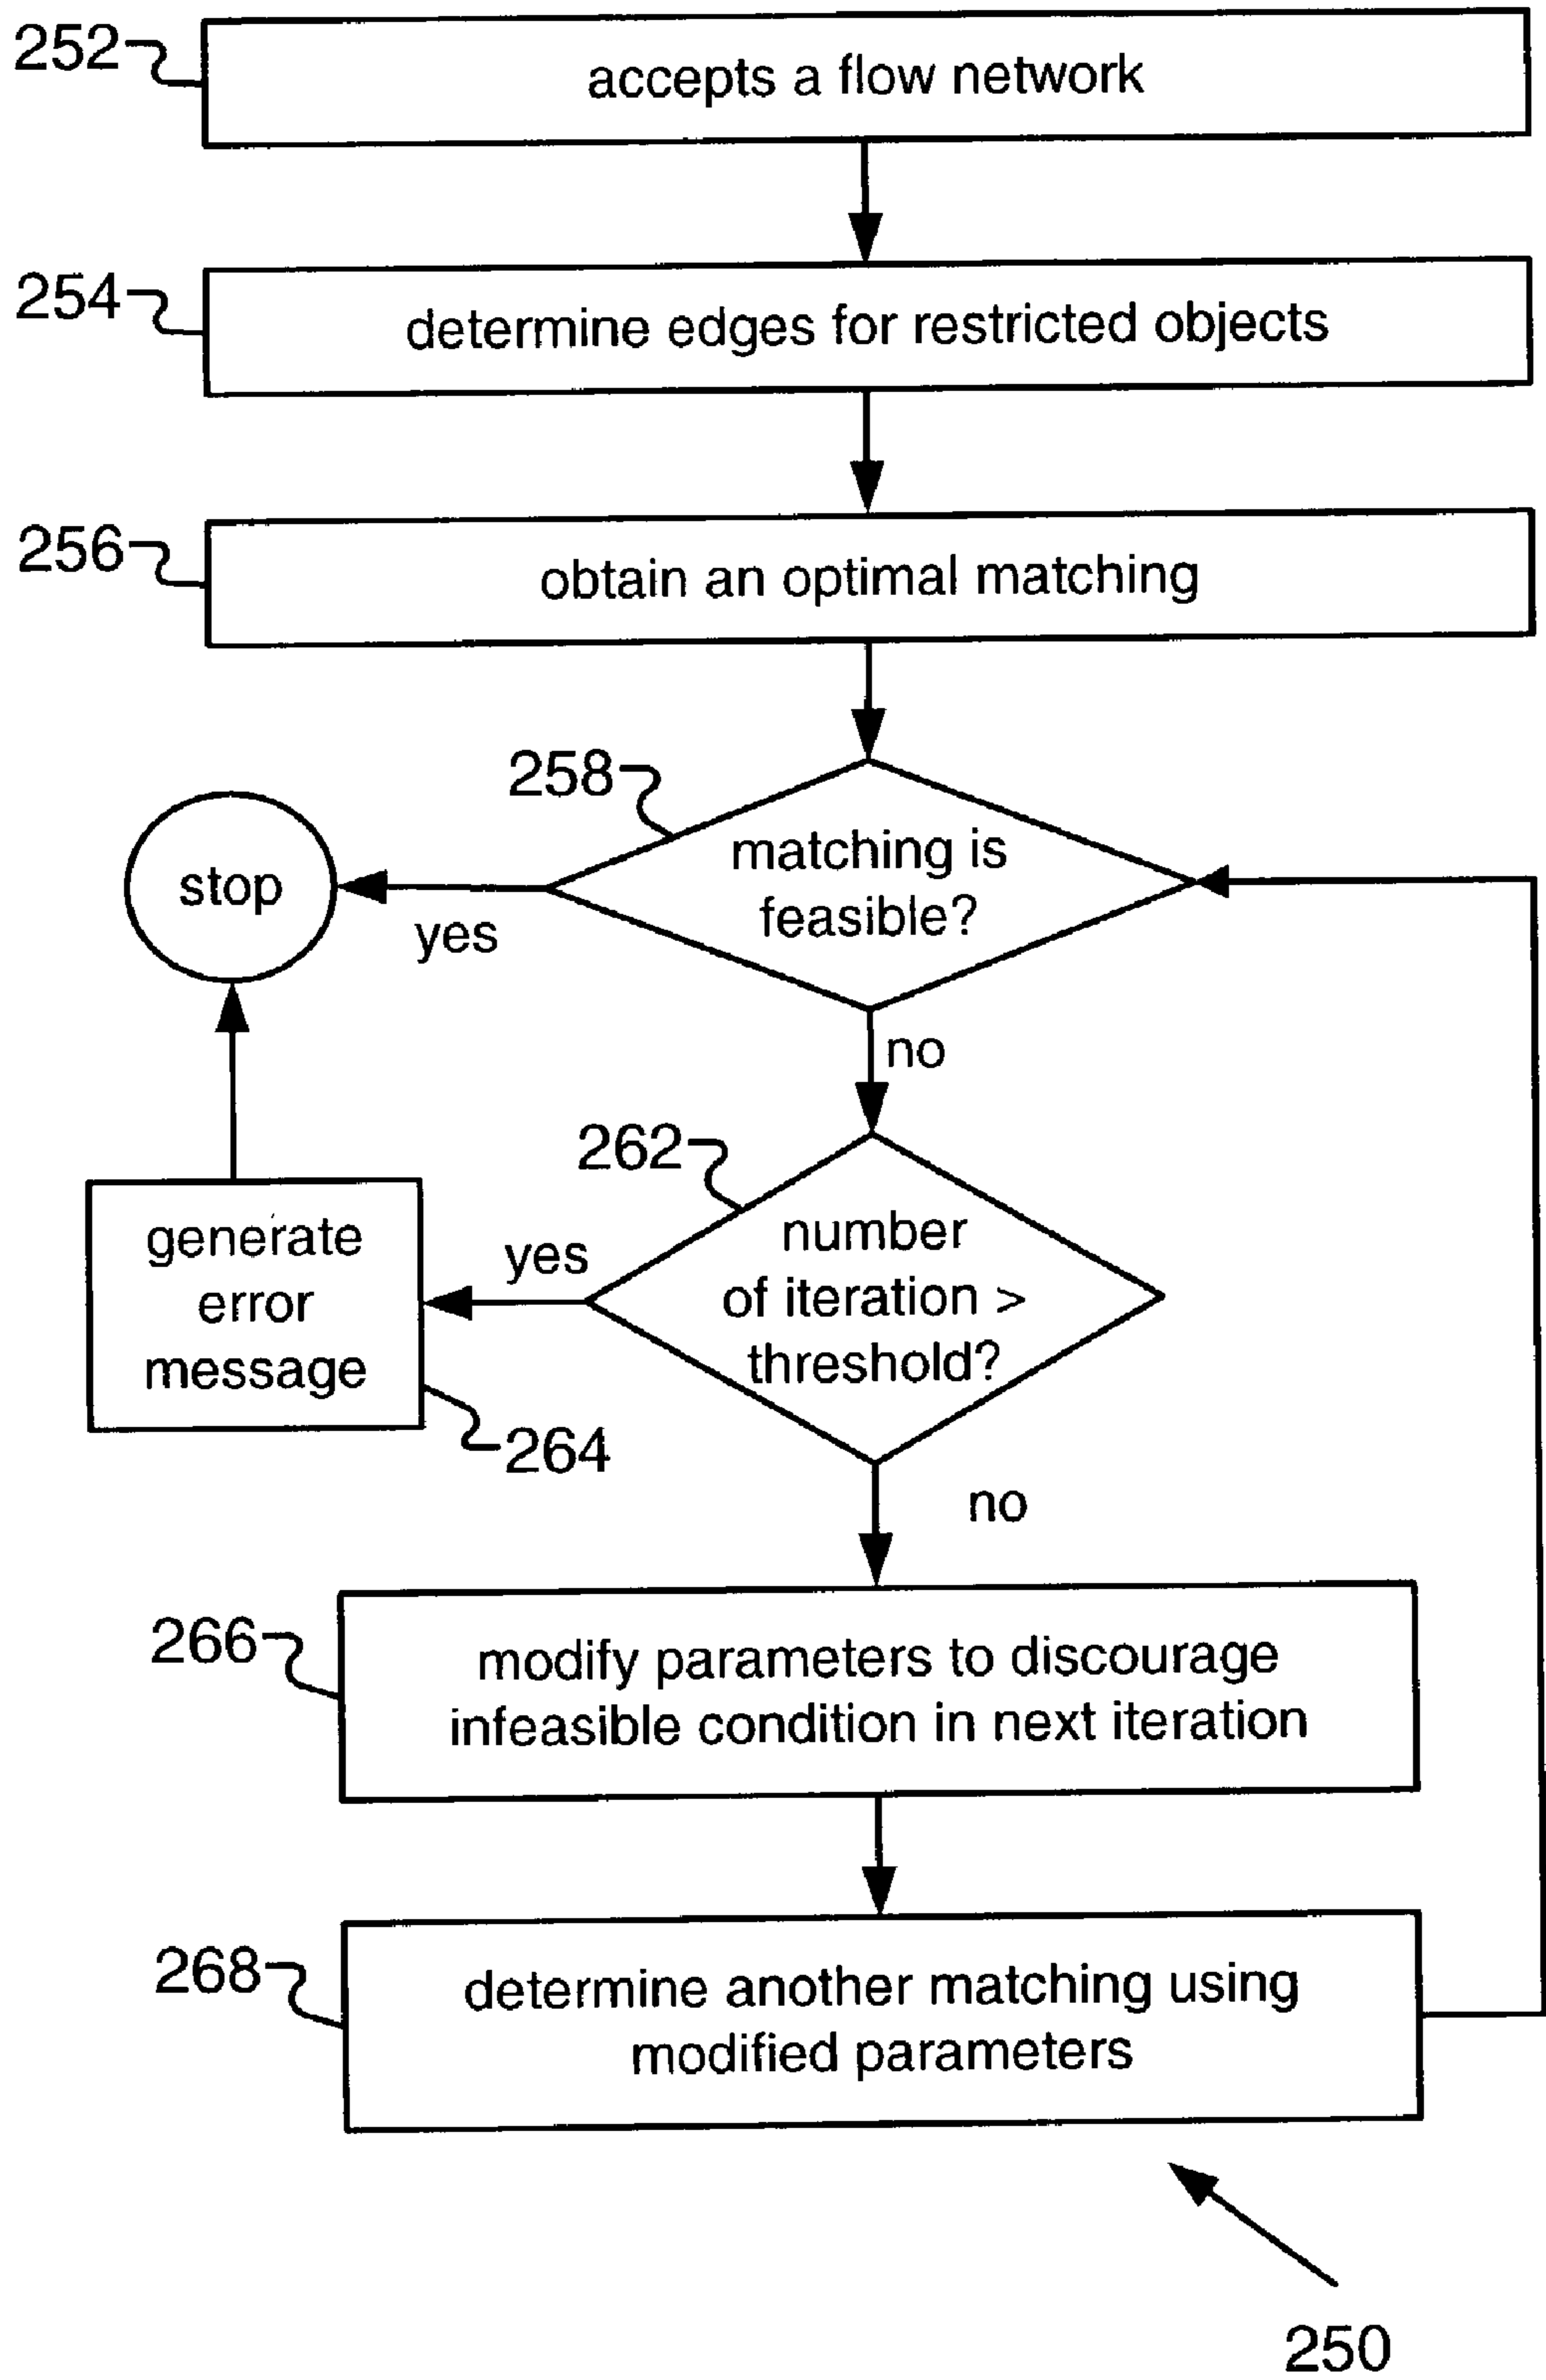 252
accepts a flow network
254
determine edges for restricted objects
256
obtain an optimal matching
258
matching is
feasible?
stop
yes
no
262
number
of iteration >
threshold?
yes
generate
error
message
264
no
266
modify parameters to discourage
infeasible condition in next iteration
268
determine another matching using
modified parameters
250